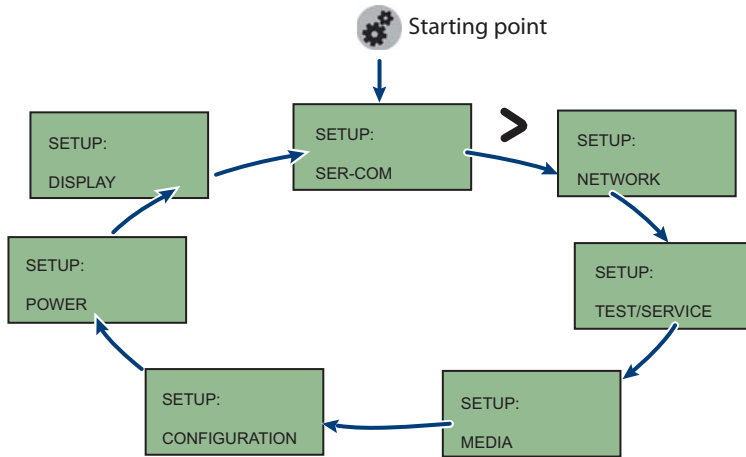 Starting point
SETUP:
SER-COM
>
SETUP:
NETWORK
SETUP:
TEST/SERVICE
SETUP:
MEDIA
SETUP:
CONFIGURATION
SETUP:
POWER
SETUP:
DISPLAY